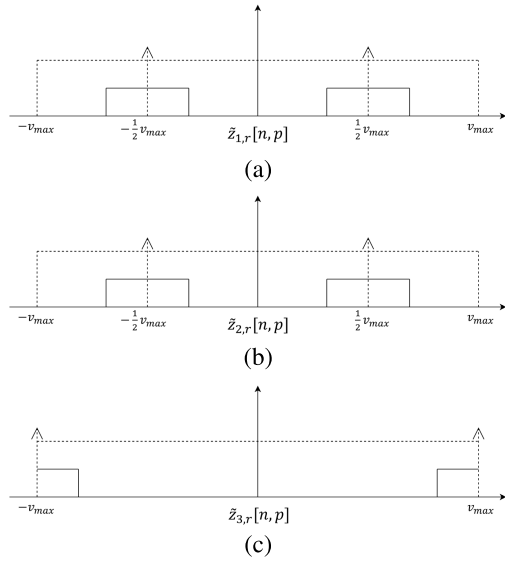 −v_max −½v_max z̃_{1,r}[n, p] ½v_max v_max
(a)
−v_max −½v_max z̃_{2,r}[n, p] ½v_max v_max
(b)
−v_max z̃_{3,r}[n, p] v_max
(c)